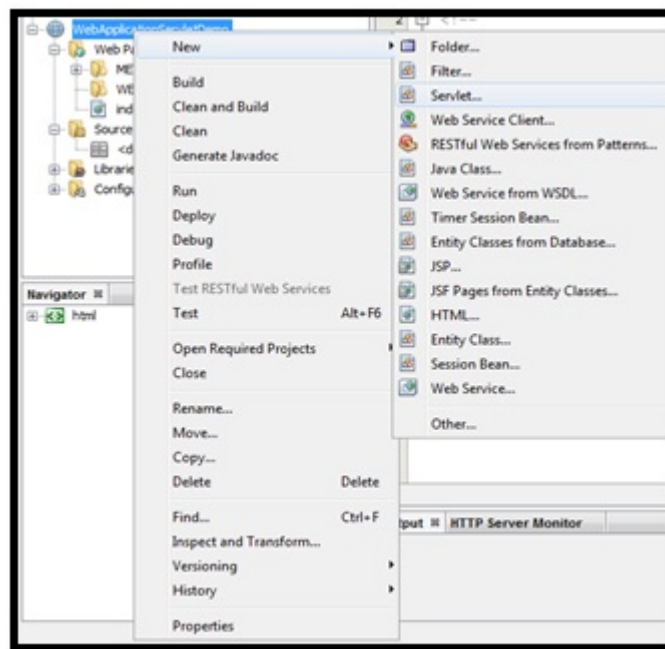 2 <!--
WebApplicationServletDemo
Web Pa
ME
WE
ind
Source
<d
Librarie
Configu
Navigator
html
New
Build
Clean and Build
Clean
Generate Javadoc
Run
Deploy
Debug
Profile
Test RESTful Web Services
Test Alt+F6
Open Required Projects
Close
Rename...
Move...
Copy...
Delete Delete
Find... Ctrl+F
Inspect and Transform...
Versioning
History
Properties
Folder...
Filter...
Servlet...
Web Service Client...
RESTful Web Services from Patterns...
Java Class...
Web Service from WSDL...
Timer Session Bean...
Entity Classes from Database...
JSP...
JSF Pages from Entity Classes...
HTML...
Entity Class...
Session Bean...
Web Service...
Other...
tput HTTP Server Monitor